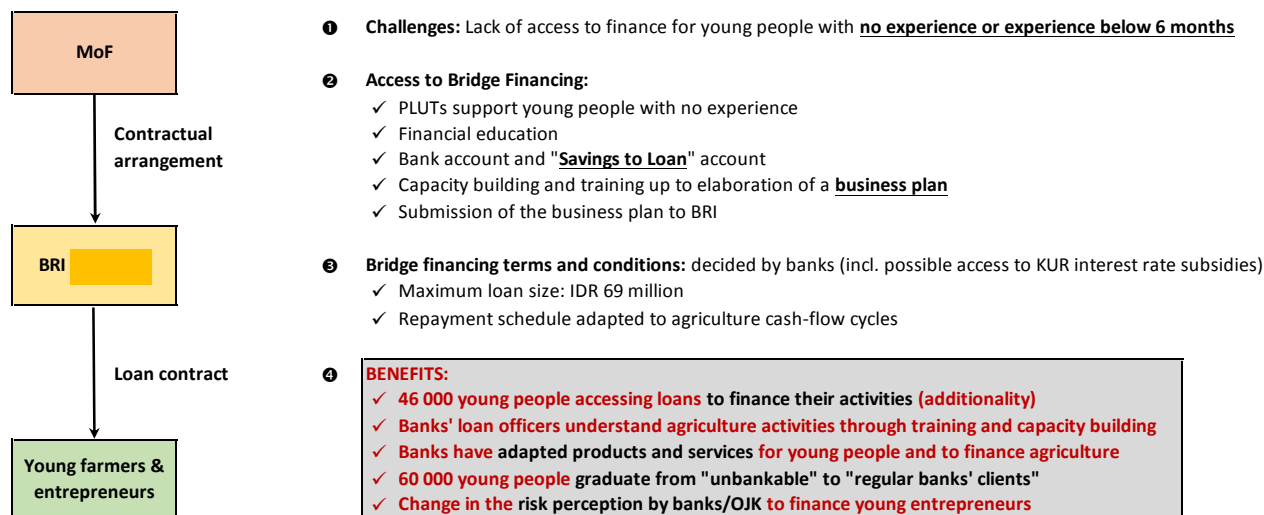 MoF
Contractual
arrangement
BRI
Loan contract
Young farmers &
entrepreneurs
❶ Challenges: Lack of access to finance for young people with no experience or experience below 6 months
❷ Access to Bridge Financing:
✓ PLUTs support young people with no experience
✓ Financial education
✓ Bank account and "Savings to Loan" account
✓ Capacity building and training up to elaboration of a business plan
✓ Submission of the business plan to BRI
❸ Bridge financing terms and conditions: decided by banks (incl. possible access to KUR interest rate subsidies)
✓ Maximum loan size: IDR 69 million
✓ Repayment schedule adapted to agriculture cash-flow cycles
❹ BENEFITS:
✓ 46 000 young people accessing loans to finance their activities (additionality)
✓ Banks' loan officers understand agriculture activities through training and capacity building
✓ Banks have adapted products and services for young people and to finance agriculture
✓ 60 000 young people graduate from "unbankable" to "regular banks' clients"
✓ Change in the risk perception by banks/OJK to finance young entrepreneurs